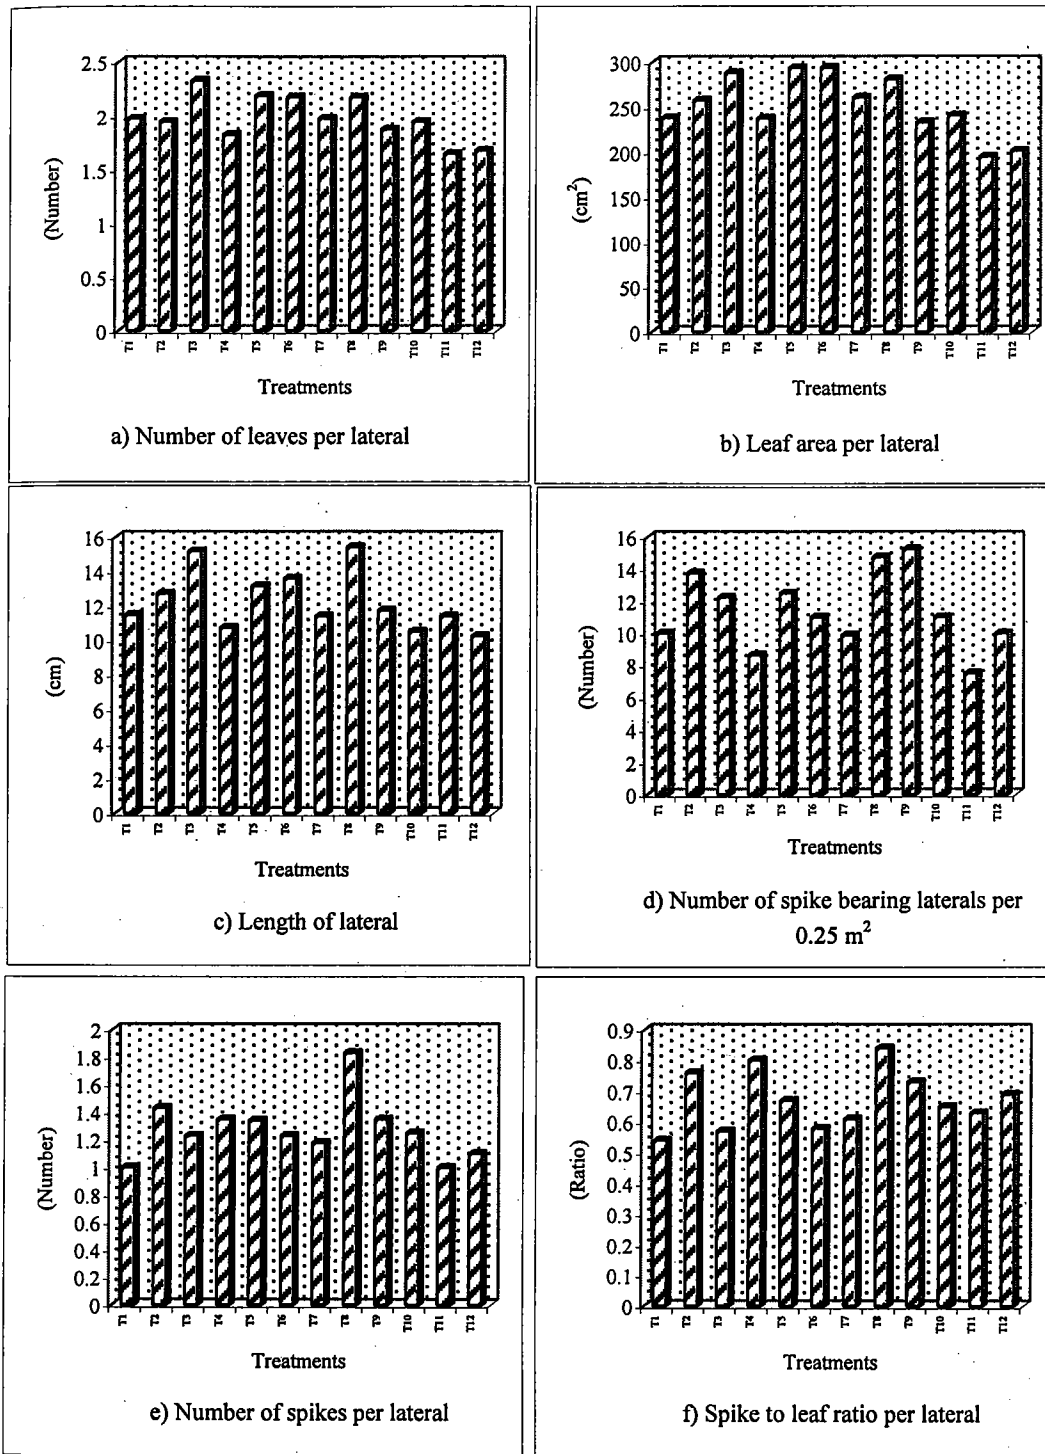 2.5
2
1.5
1
0.5
0
(Number)
T1 T2 T3 T4 T5 T6 T7 T8 T9 T10 T11 T12
Treatments
a) Number of leaves per lateral
300
250
200
150
100
50
0
(cm²)
T1 T2 T3 T4 T5 T6 T7 T8 T9 T10 T11 T12
Treatments
b) Leaf area per lateral
16
14
12
10
8
6
4
2
0
(cm)
T1 T2 T3 T4 T5 T6 T7 T8 T9 T10 T11 T12
Treatments
c) Length of lateral
16
14
12
10
8
6
4
2
0
(Number)
T1 T2 T3 T4 T5 T6 T7 T8 T9 T10 T11 T12
Treatments
d) Number of spike bearing laterals per
0.25 m²
2
1.8
1.6
1.4
1.2
1
0.8
0.6
0.4
0.2
0
(Number)
T1 T2 T3 T4 T5 T6 T7 T8 T9 T10 T11 T12
Treatments
e) Number of spikes per lateral
0.9
0.8
0.7
0.6
0.5
0.4
0.3
0.2
0.1
0
(Ratio)
T1 T2 T3 T4 T5 T6 T7 T8 T9 T10 T11 T12
Treatments
f) Spike to leaf ratio per lateral